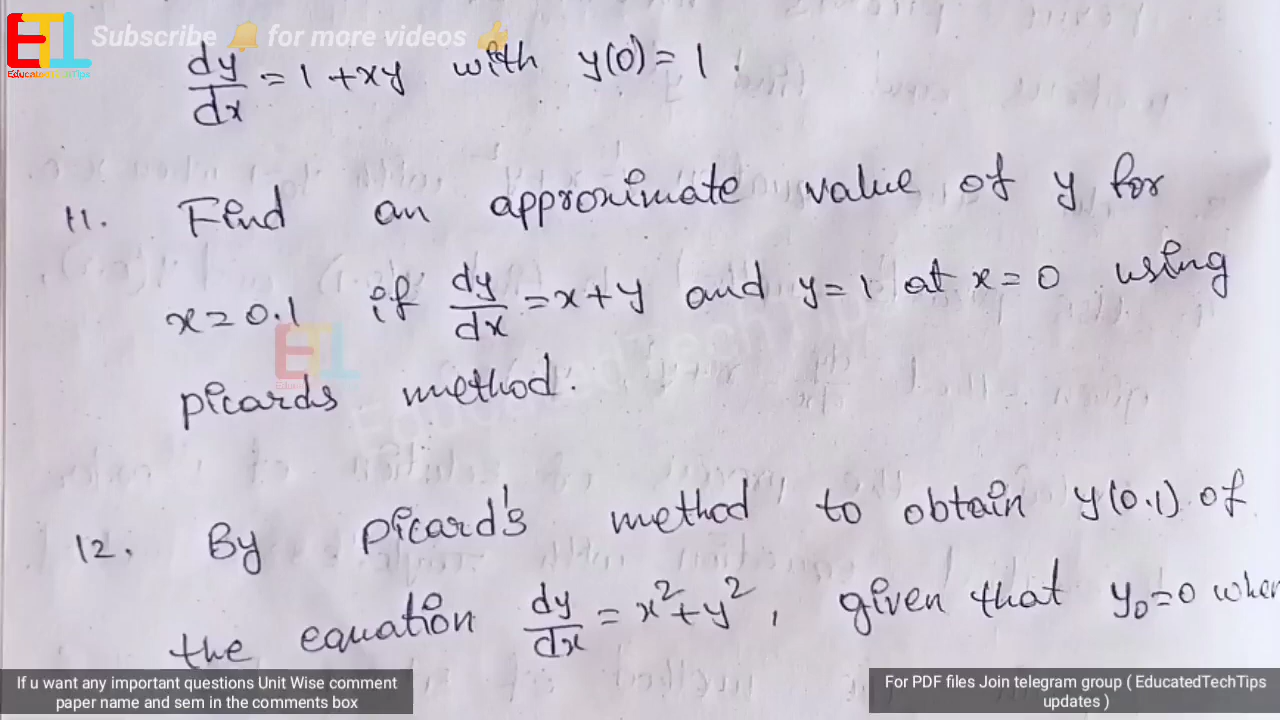 ETL Subscribe 🔔 for more videos 👍
EducatedTechTips
dy/dx = 1 + xy with y(0) = 1.
11. Find an approximate value of y for
x = 0.1 if dy/dx = x + y and y = 1 at x = 0 using
picards method.
EducatedTechTips
12. By picard's method to obtain y(0.1) of
the equation dy/dx = x² + y², given that y₀ = 0 when
If u want any important questions Unit Wise comment
paper name and sem in the comments box
For PDF files Join telegram group ( EducatedTechTips
updates )